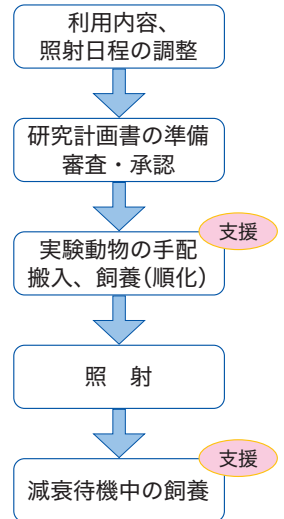 利用内容、
照射日程の調整
研究計画書の準備
審査・承認
支援
実験動物の手配
搬入、飼養(順化)
照　射
支援
減衰待機中の飼養